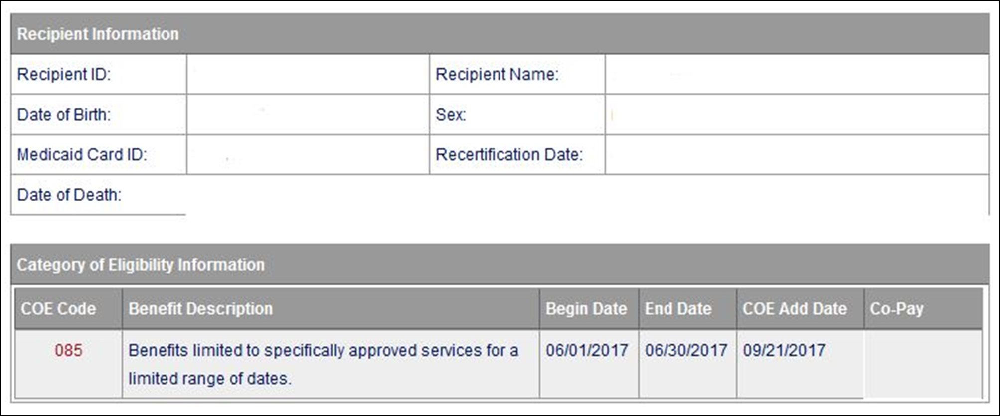 Recipient Information
Recipient ID: Recipient Name:
Date of Birth: Sex:
Medicaid Card ID: Recertification Date:
Date of Death:
Category of Eligibility Information
COE Code Benefit Description Begin Date End Date COE Add Date Co-Pay
085 Benefits limited to specifically approved services for a 06/01/2017 06/30/2017 09/21/2017
limited range of dates.